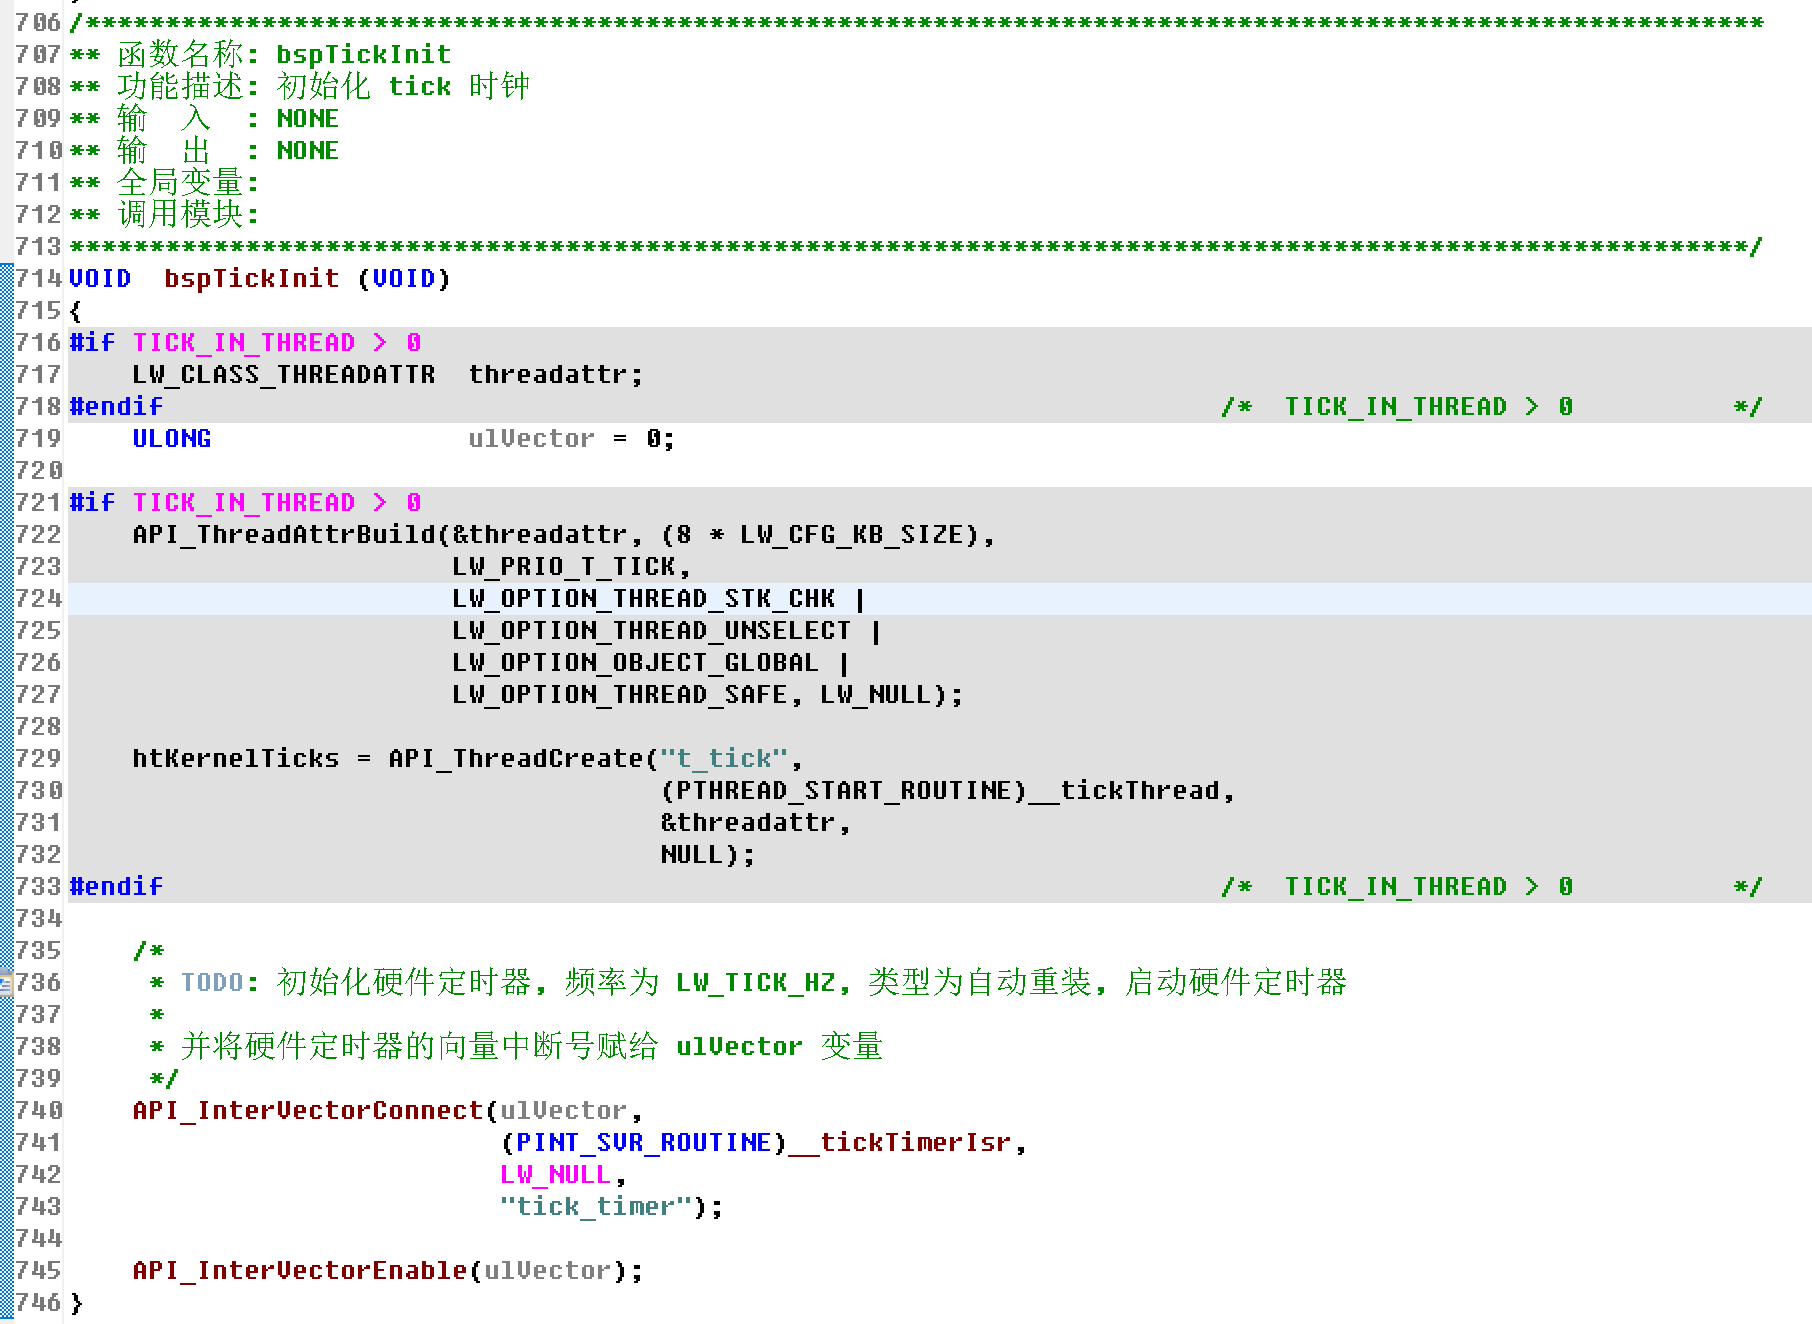 706 /*********************************************************************************************************
707 ** 函数名称: bspTickInit
708 ** 功能描述: 初始化 tick 时钟
709 ** 输  入  : NONE
710 ** 输  出  : NONE
711 ** 全局变量:
712 ** 调用模块:
713 *********************************************************************************************************/
714 VOID  bspTickInit (VOID)
715 {
716 #if TICK_IN_THREAD > 0
717     LW_CLASS_THREADATTR  threadattr;
718 #endif                                                                  /*  TICK_IN_THREAD > 0          */
719     ULONG                ulVector = 0;
720
721 #if TICK_IN_THREAD > 0
722     API_ThreadAttrBuild(&threadattr, (8 * LW_CFG_KB_SIZE),
723                         LW_PRIO_T_TICK,
724                         LW_OPTION_THREAD_STK_CHK |
725                         LW_OPTION_THREAD_UNSELECT |
726                         LW_OPTION_OBJECT_GLOBAL |
727                         LW_OPTION_THREAD_SAFE, LW_NULL);
728
729     htKernelTicks = API_ThreadCreate("t_tick",
730                                      (PTHREAD_START_ROUTINE)__tickThread,
731                                      &threadattr,
732                                      NULL);
733 #endif                                                                  /*  TICK_IN_THREAD > 0          */
734
735     /*
736      * TODO: 初始化硬件定时器, 频率为 LW_TICK_HZ, 类型为自动重装, 启动硬件定时器
737      *
738      * 并将硬件定时器的向量中断号赋给 ulVector 变量
739      */
740     API_InterVectorConnect(ulVector,
741                            (PINT_SVR_ROUTINE)__tickTimerIsr,
742                            LW_NULL,
743                            "tick_timer");
744
745     API_InterVectorEnable(ulVector);
746 }